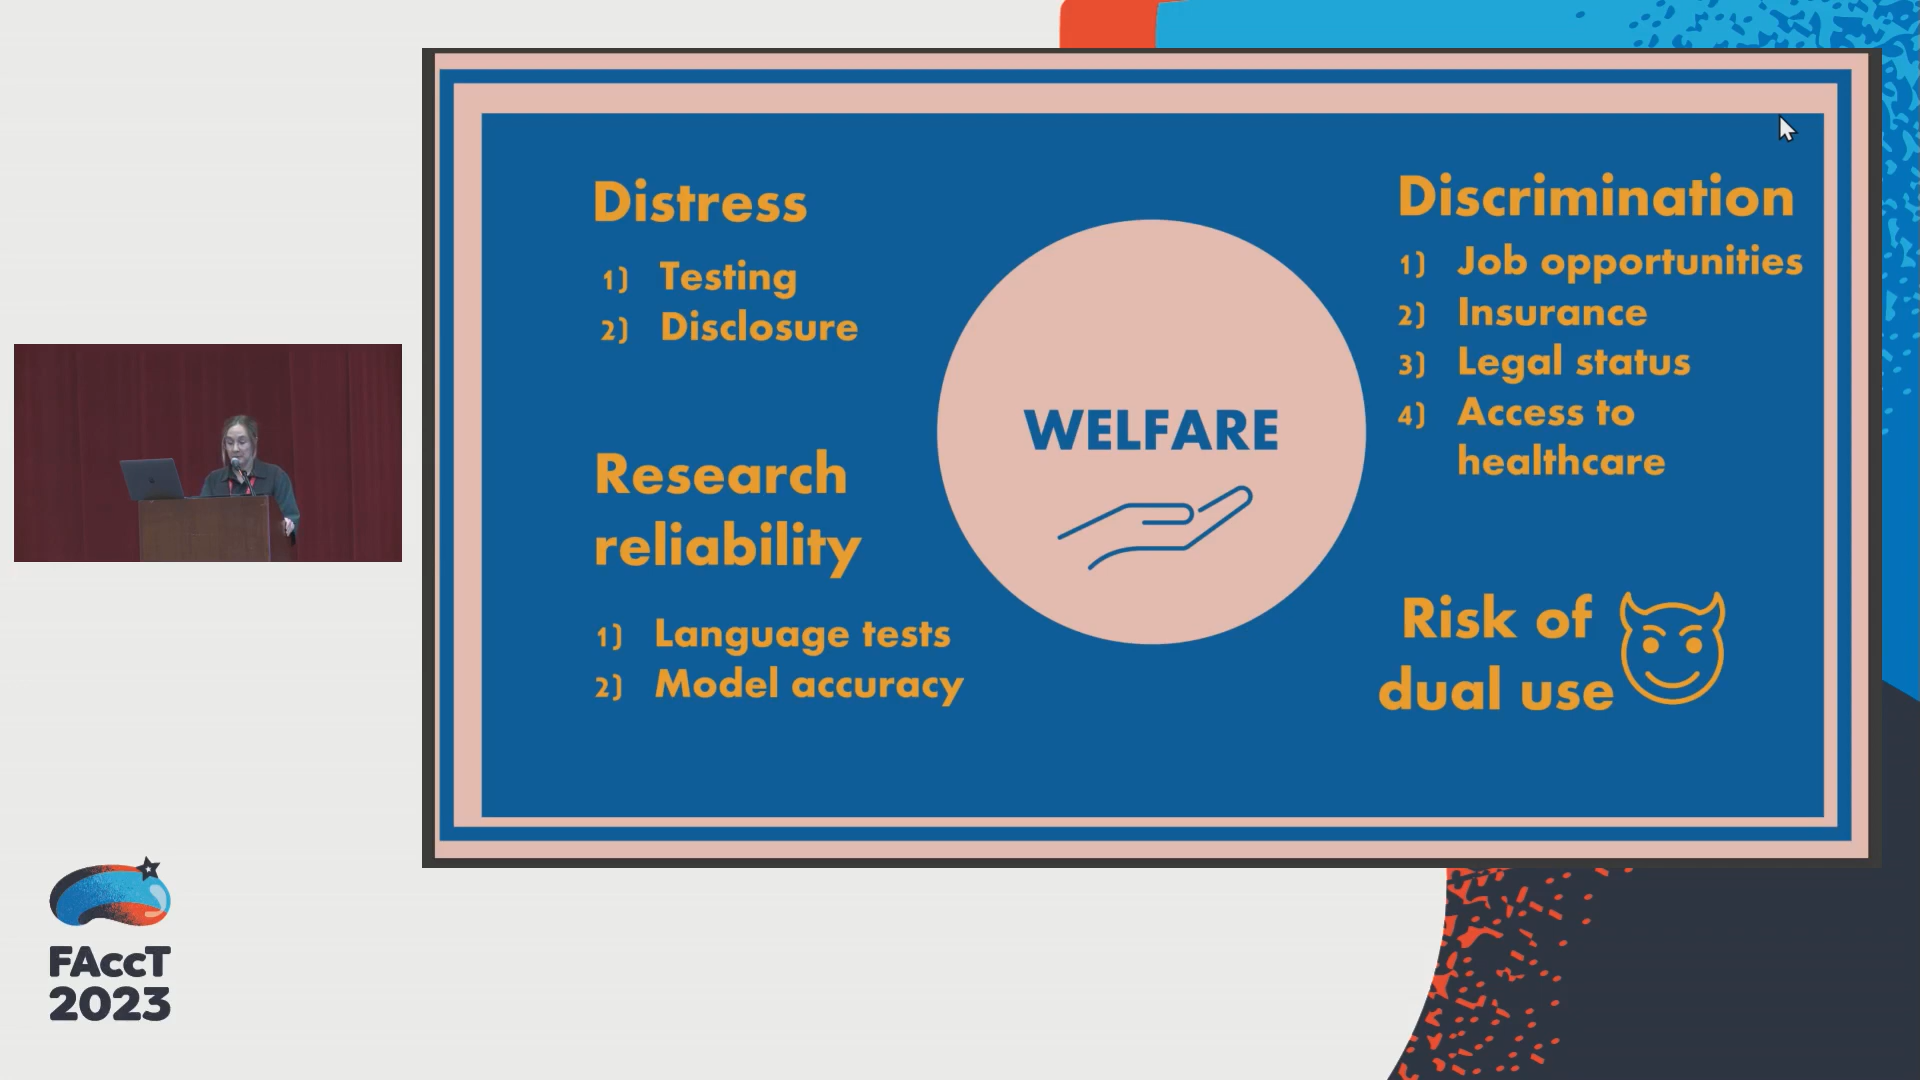 Distress
1) Testing
2) Disclosure
Research
reliability
1) Language tests
2) Model accuracy
WELFARE
Discrimination
1) Job opportunities
2) Insurance
3) Legal status
4) Access to
healthcare
Risk of
dual use
FAccT
2023